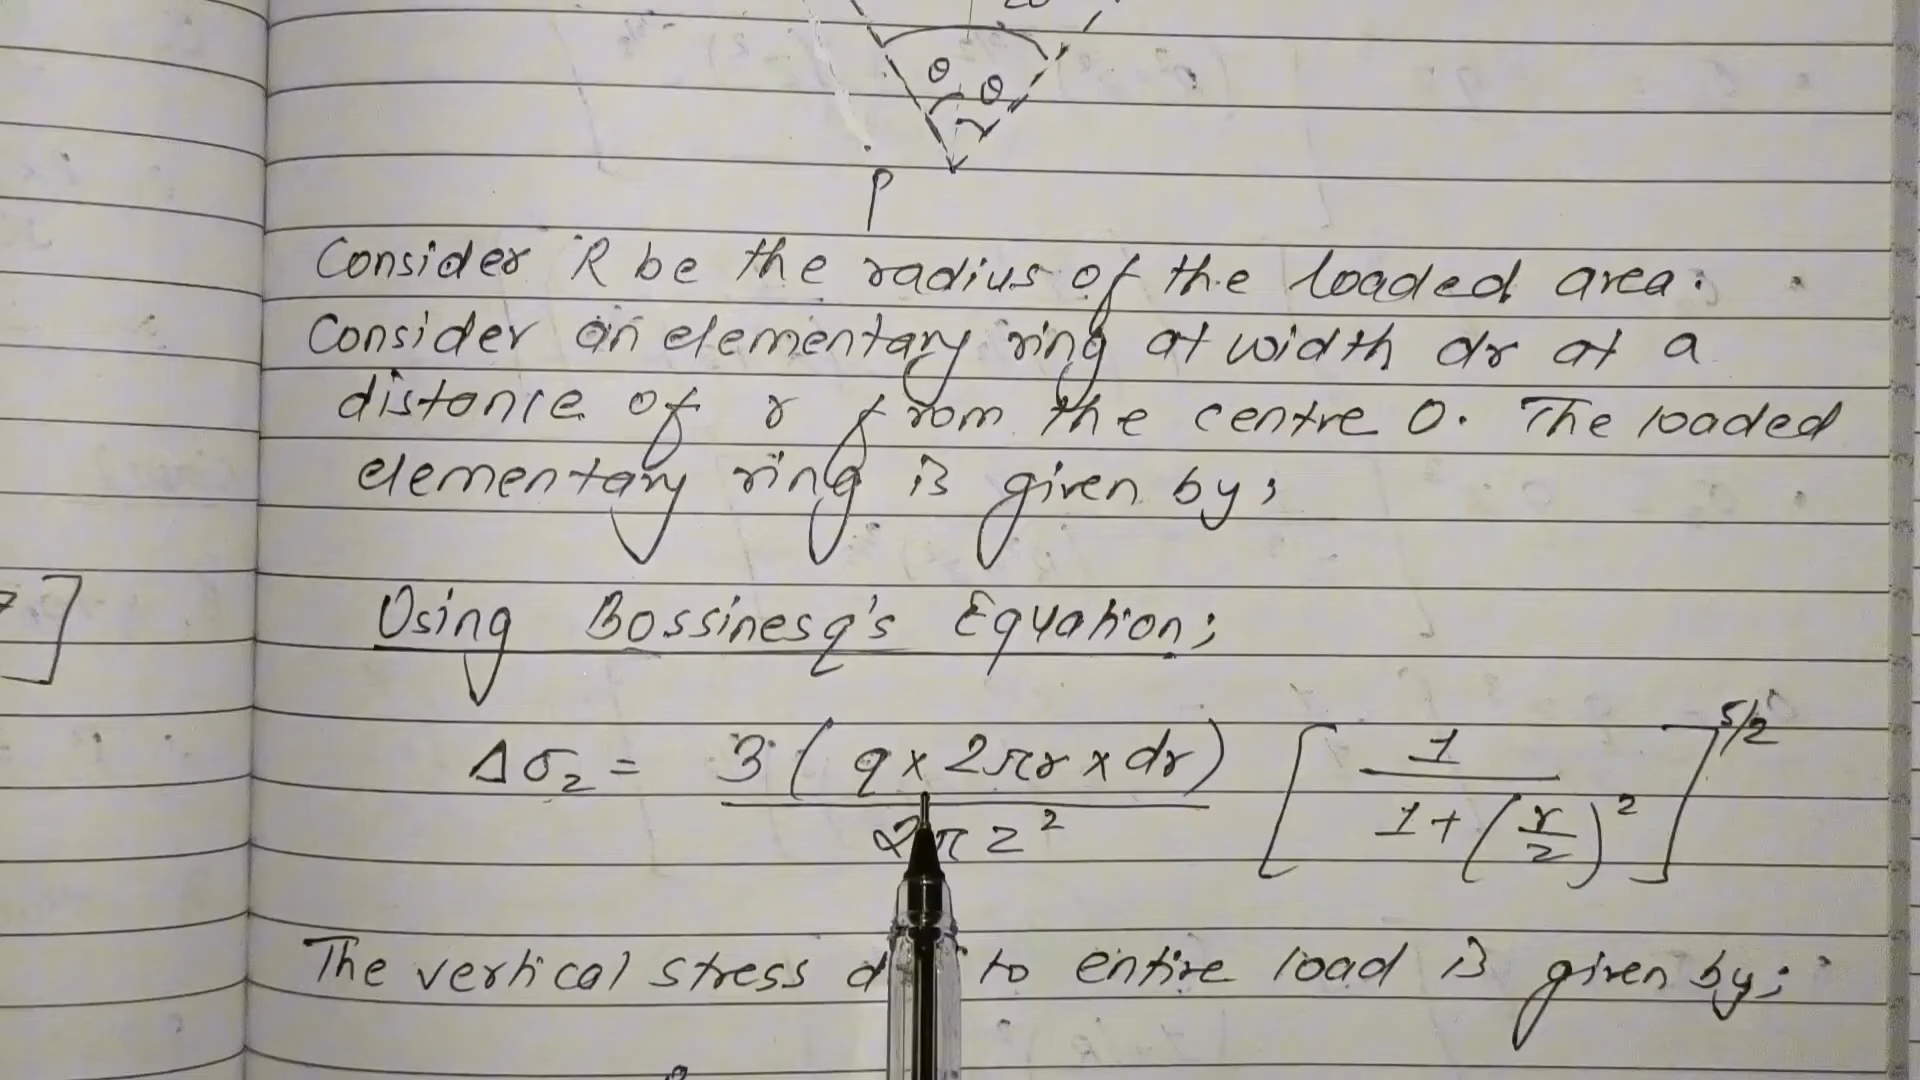 θ θ
P
Consider R be the radius of the loaded area.
Consider an elementary ring at width dr at a
distance of r from the centre O. The loaded
elementary ring is given by;
Using Bossinesq's Equation;
Δσz = 3(q×2πr×dr) / 2πz² [1 / 1+(r/z)²]^5/2
The vertical stress to entire load is given by;